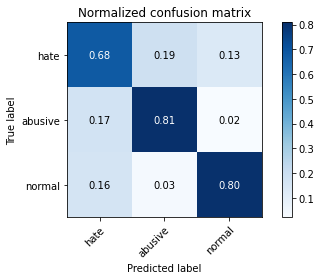 Normalized confusion matrix
True label
hate 0.68 0.19 0.13
abusive 0.17 0.81 0.02
normal 0.16 0.03 0.80
hate abusive normal
Predicted label
0.8
0.7
0.6
0.5
0.4
0.3
0.2
0.1